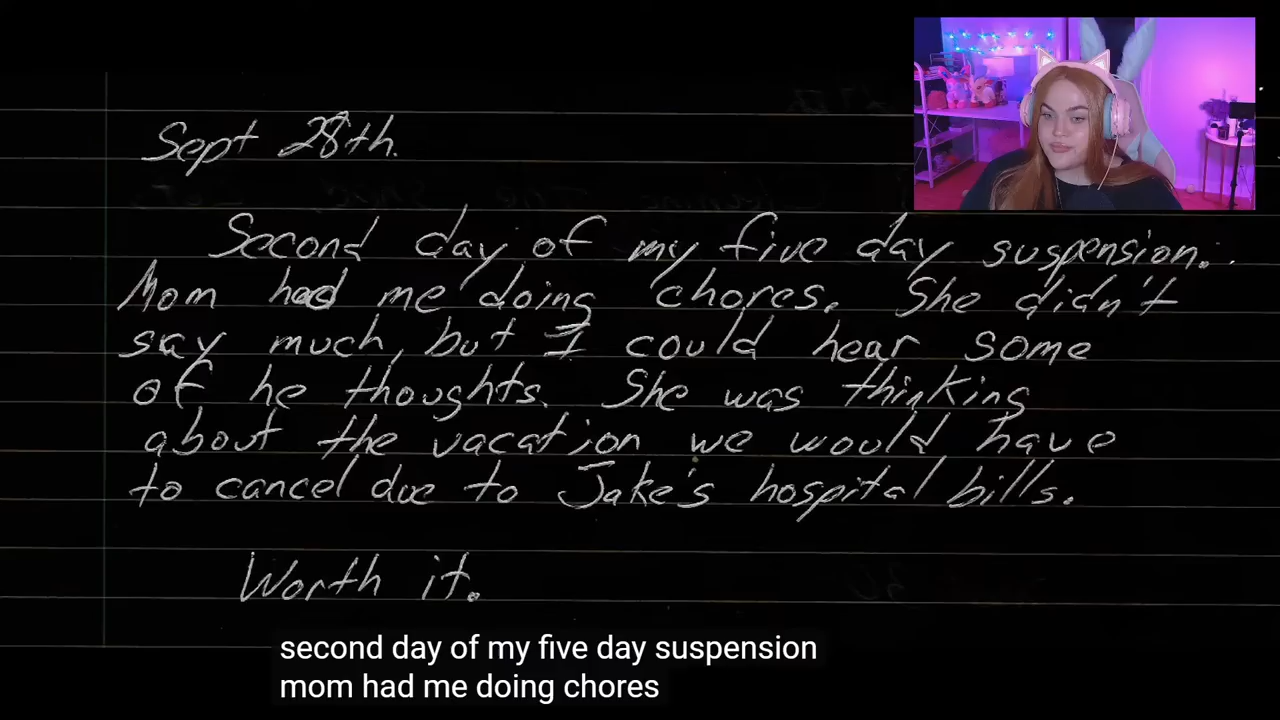 Sept 28th.
Second day of my five day suspension.
Mom had me doing chores. She didn't
say much, but I could hear some
of he thoughts. She was thinking
about the vacation we would have
to cancel due to Jake's hospital bills.
Worth it.
second day of my five day suspension
mom had me doing chores